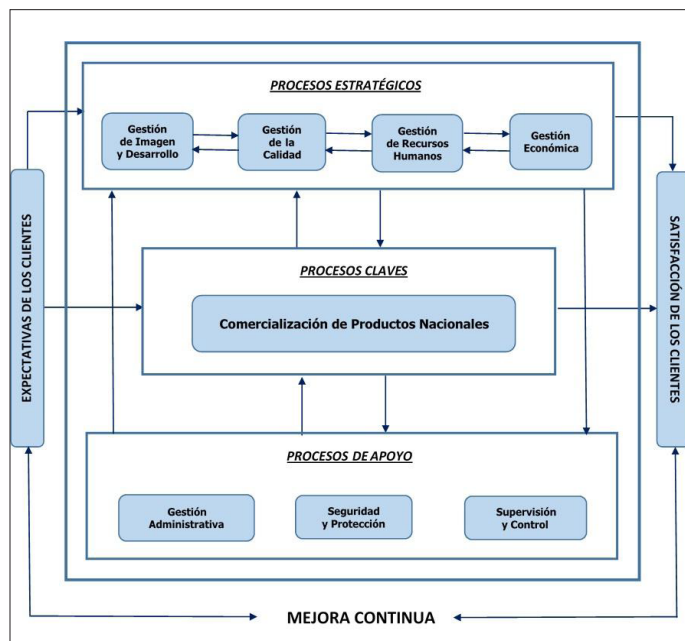 PROCESOS ESTRATÉGICOS
Gestión
de Imagen
y Desarrollo
Gestión
de la
Calidad
Gestión
de Recursos
Humanos
Gestión
Económica
EXPECTATIVAS DE LOS CLIENTES
PROCESOS CLAVES
Comercialización de Productos Nacionales
SATISFACCIÓN DE LOS CLIENTES
PROCESOS DE APOYO
Gestión
Administrativa
Seguridad
y Protección
Supervisión
y Control
MEJORA CONTINUA